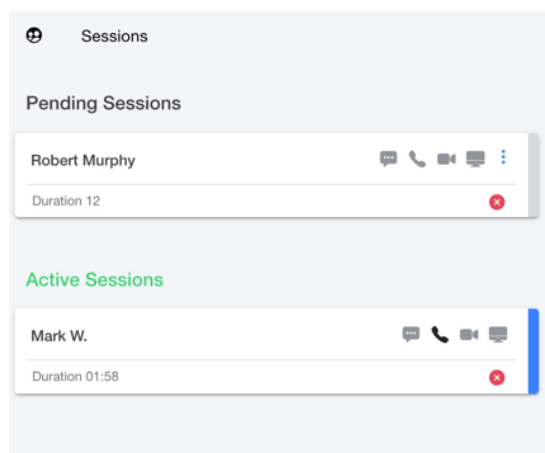 Sessions
Pending Sessions
Robert Murphy
Duration 12
Active Sessions
Mark W.
Duration 01:58